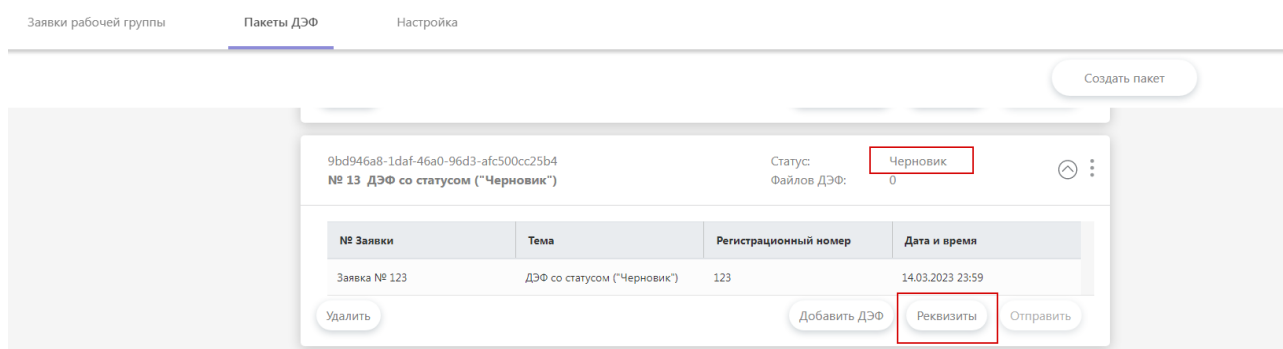 Заявки рабочей группы Пакеты ДЭФ Настройка
Создать пакет
9bd946a8-1daf-46a0-96d3-afc500cc25b4 Статус: Черновик
№ 13 ДЭФ со статусом ("Черновик") Файлов ДЭФ: 0
№ Заявки Тема Регистрационный номер Дата и время
Заявка № 123 ДЭФ со статусом ("Черновик") 123 14.03.2023 23:59
Удалить Добавить ДЭФ Реквизиты Отправить